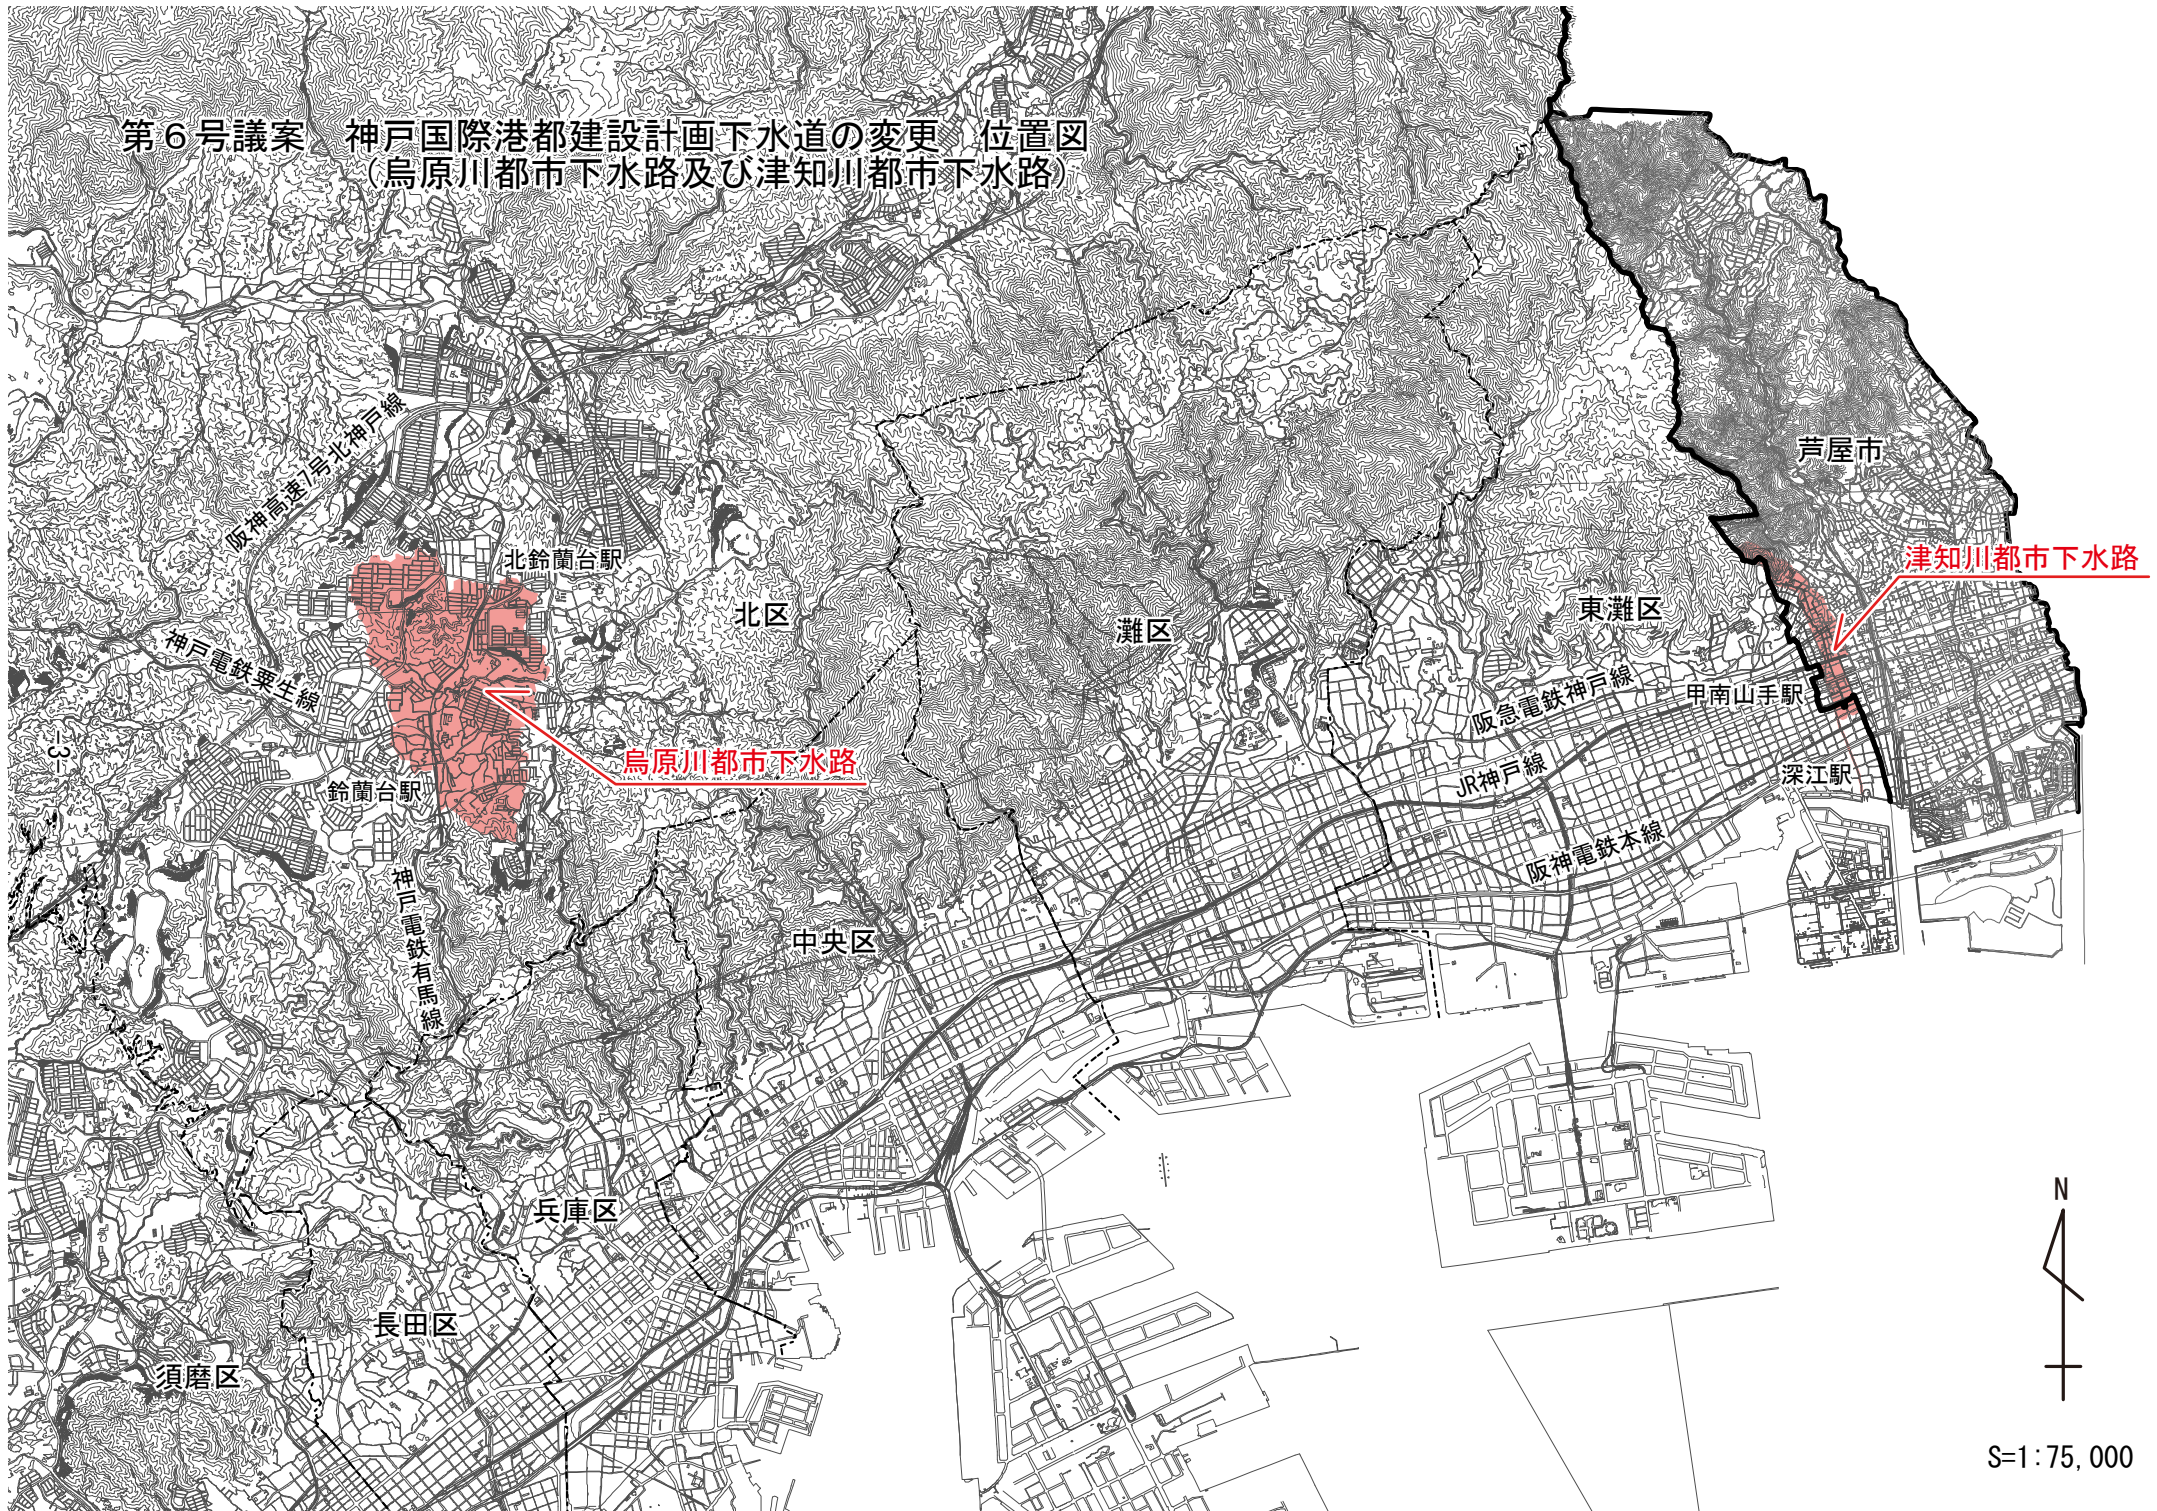 第６号議案　神戸国際港都建設計画下水道の変更　位置図
（烏原川都市下水路及び津知川都市下水路）
阪神高速7号北神戸線
芦屋市
北鈴蘭台駅
津知川都市下水路
北区
灘区
東灘区
神戸電鉄粟生線
阪急電鉄神戸線
甲南山手駅
-3-
烏原川都市下水路
JR神戸線
深江駅
鈴蘭台駅
阪神電鉄本線
神戸電鉄有馬線
中央区
兵庫区
長田区
須磨区
N
S=1:75,000